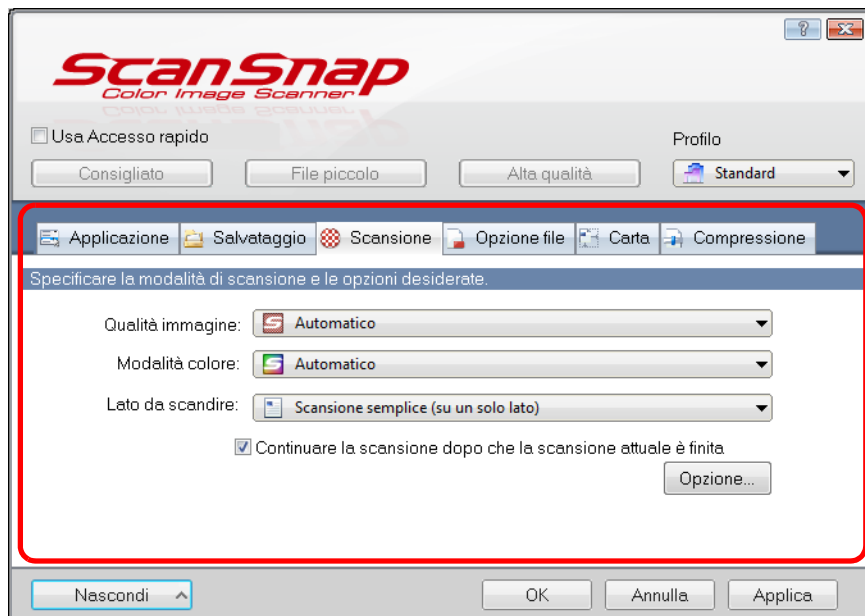 ScanSnap
Color Image Scanner
Usa Accesso rapido
Profilo
Consigliato File piccolo Alta qualità Standard
Applicazione Salvataggio Scansione Opzione file Carta Compressione
Specificare la modalità di scansione e le opzioni desiderate.
Qualità immagine: Automatico
Modalità colore: Automatico
Lato da scandire: Scansione semplice (su un solo lato)
Continuare la scansione dopo che la scansione attuale è finita
Opzione...
Nascondi OK Annulla Applica